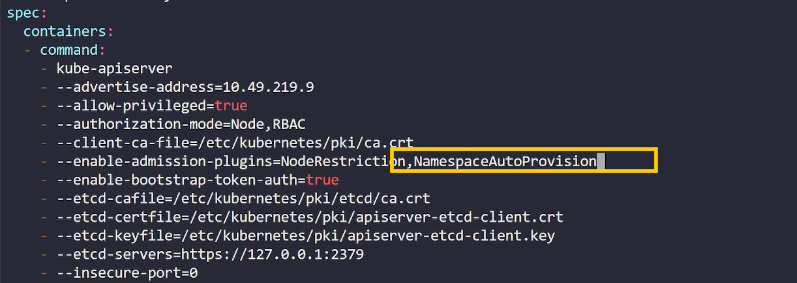 spec:
containers:
- command:
- kube-apiserver
- --advertise-address=10.49.219.9
- --allow-privileged=true
- --authorization-mode=Node,RBAC
- --client-ca-file=/etc/kubernetes/pki/ca.crt
- --enable-admission-plugins=NodeRestriction,NamespaceAutoProvision
- --enable-bootstrap-token-auth=true
- --etcd-cafile=/etc/kubernetes/pki/etcd/ca.crt
- --etcd-certfile=/etc/kubernetes/pki/apiserver-etcd-client.crt
- --etcd-keyfile=/etc/kubernetes/pki/apiserver-etcd-client.key
- --etcd-servers=https://127.0.0.1:2379
- --insecure-port=0